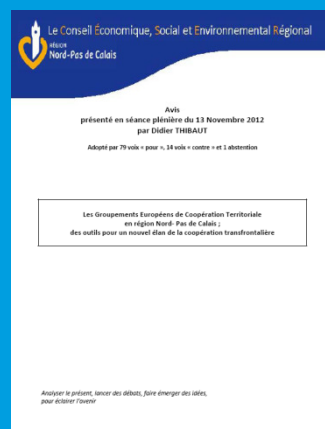 Le Conseil Économique, Social et Environnemental Régional
RÉGION
Nord-Pas de Calais
Avis
présenté en séance plénière du 13 Novembre 2012
par Didier THIBAUT
Adopté par 79 voix « pour », 14 voix « contre » et 1 abstention
Les Groupements Européens de Coopération Territoriale
en région Nord- Pas de Calais ;
des outils pour un nouvel élan de la coopération transfrontalière
Analyser le présent, lancer des débats, faire émerger des idées,
pour éclairer l'avenir